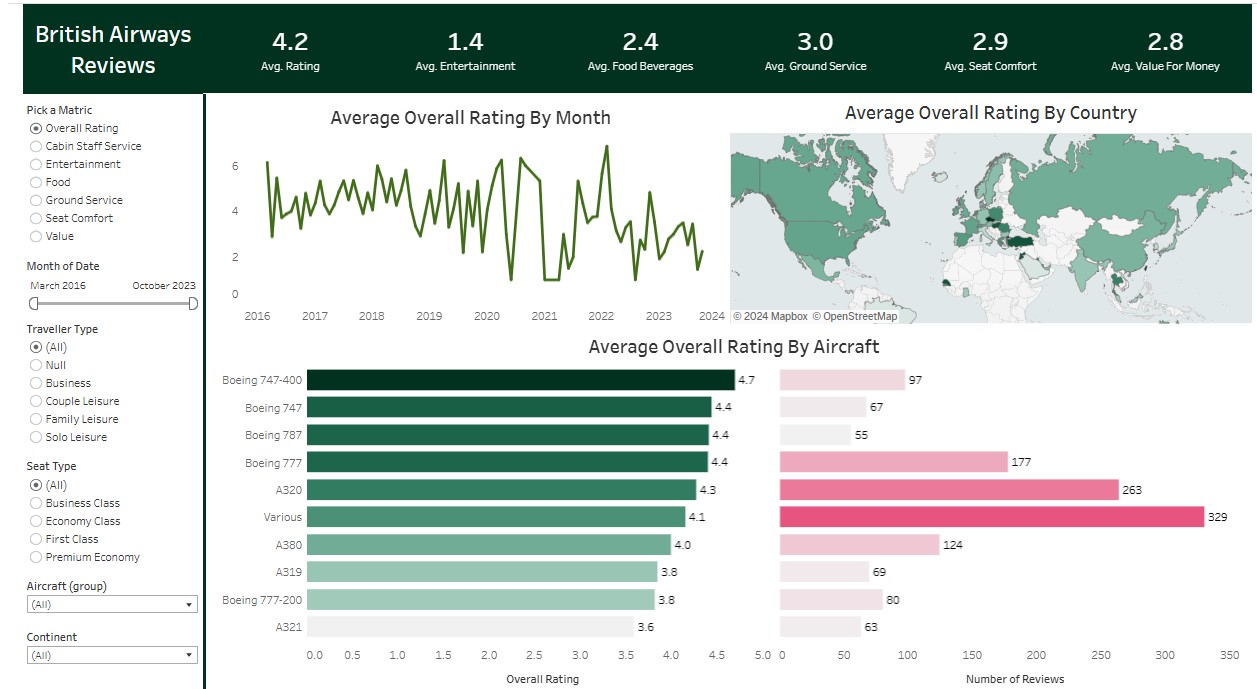 British Airways
Reviews
4.2
Avg. Rating
1.4
Avg. Entertainment
2.4
Avg. Food Beverages
3.0
Avg. Ground Service
2.9
Avg. Seat Comfort
2.8
Avg. Value For Money
Pick a Matric
Overall Rating
Cabin Staff Service
Entertainment
Food
Ground Service
Seat Comfort
Value
Month of Date
March 2016 October 2023
Traveller Type
(All)
Null
Business
Couple Leisure
Family Leisure
Solo Leisure
Seat Type
(All)
Business Class
Economy Class
First Class
Premium Economy
Aircraft (group)
(All)
Continent
(All)
Average Overall Rating By Month
6
4
2
0
2016 2017 2018 2019 2020 2021 2022 2023 2024
Average Overall Rating By Country
© 2024 Mapbox © OpenStreetMap
Average Overall Rating By Aircraft
Boeing 747-400 4.7 97
Boeing 747 4.4 67
Boeing 787 4.4 55
Boeing 777 4.4 177
A320 4.3 263
Various 4.1 329
A380 4.0 124
A319 3.8 69
Boeing 777-200 3.8 80
A321 3.6 63
0.0 0.5 1.0 1.5 2.0 2.5 3.0 3.5 4.0 4.5 5.0 0 50 100 150 200 250 300 350
Overall Rating Number of Reviews